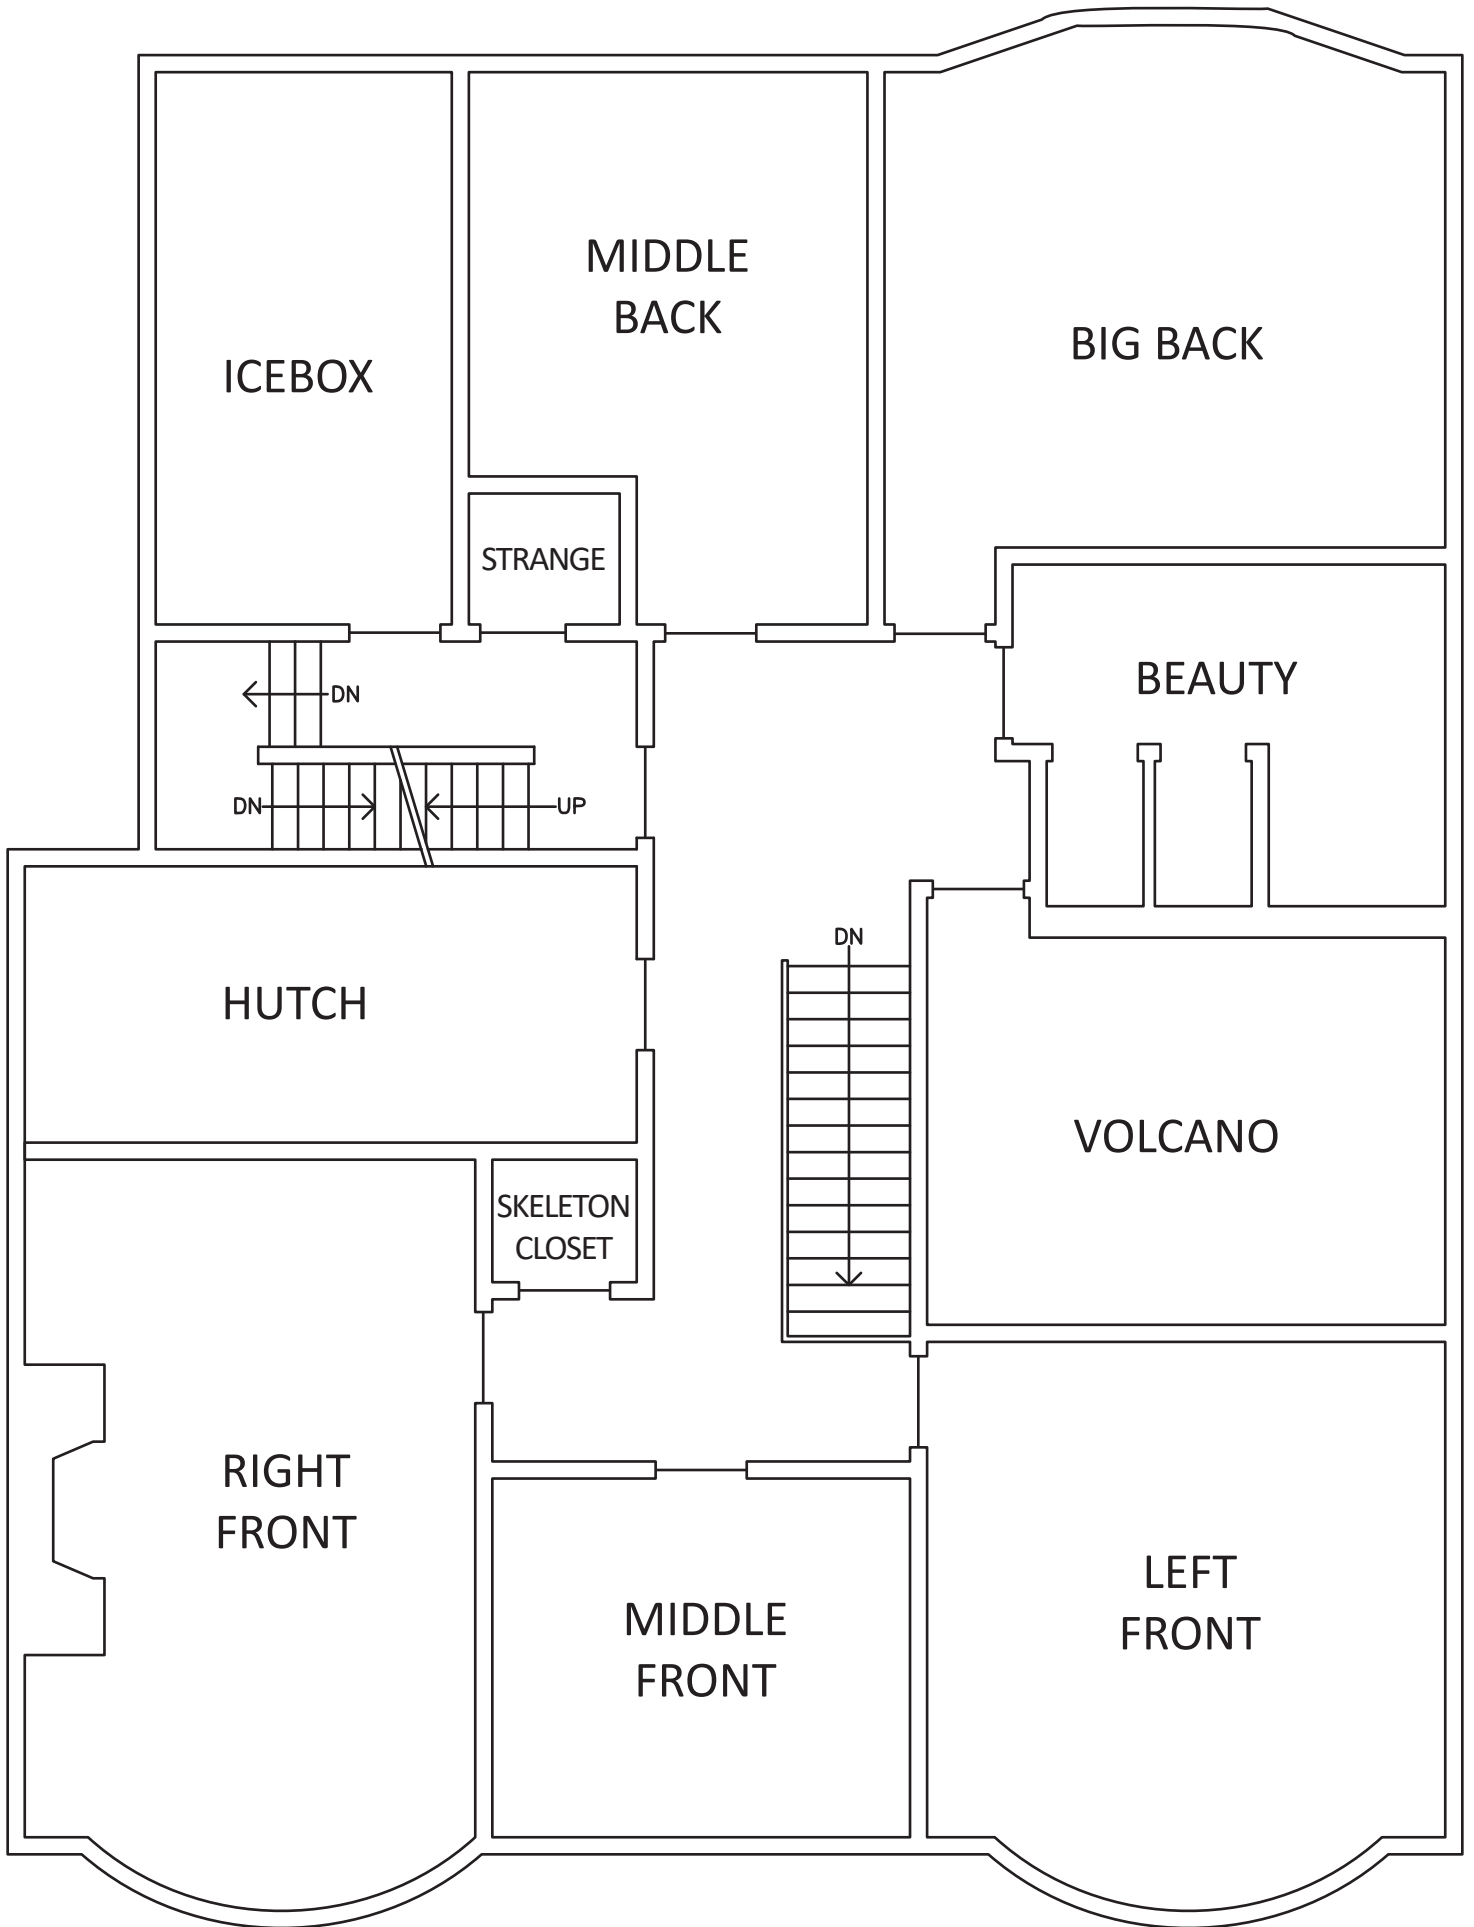 MIDDLE
BACK
BIG BACK
ICEBOX
STRANGE
BEAUTY
DN
DN
UP
DN
HUTCH
VOLCANO
SKELETON
CLOSET
RIGHT
FRONT
LEFT
FRONT
MIDDLE
FRONT